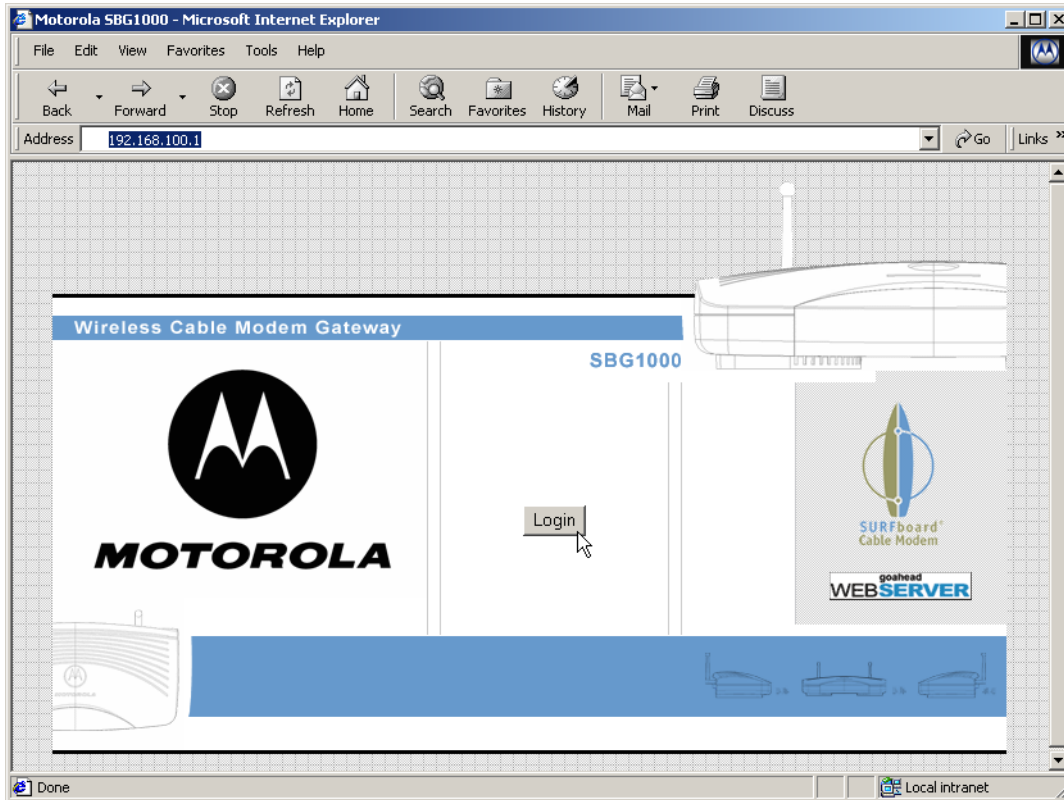 Motorola SBG1000 - Microsoft Internet Explorer
File Edit View Favorites Tools Help
Back Forward Stop Refresh Home Search Favorites History Mail Print Discuss
Address 192.168.100.1 Go Links »
Wireless Cable Modem Gateway
SBG1000
MOTOROLA
Login
SURFboard®
Cable Modem
goahead
WEBSERVER
Done Local intranet